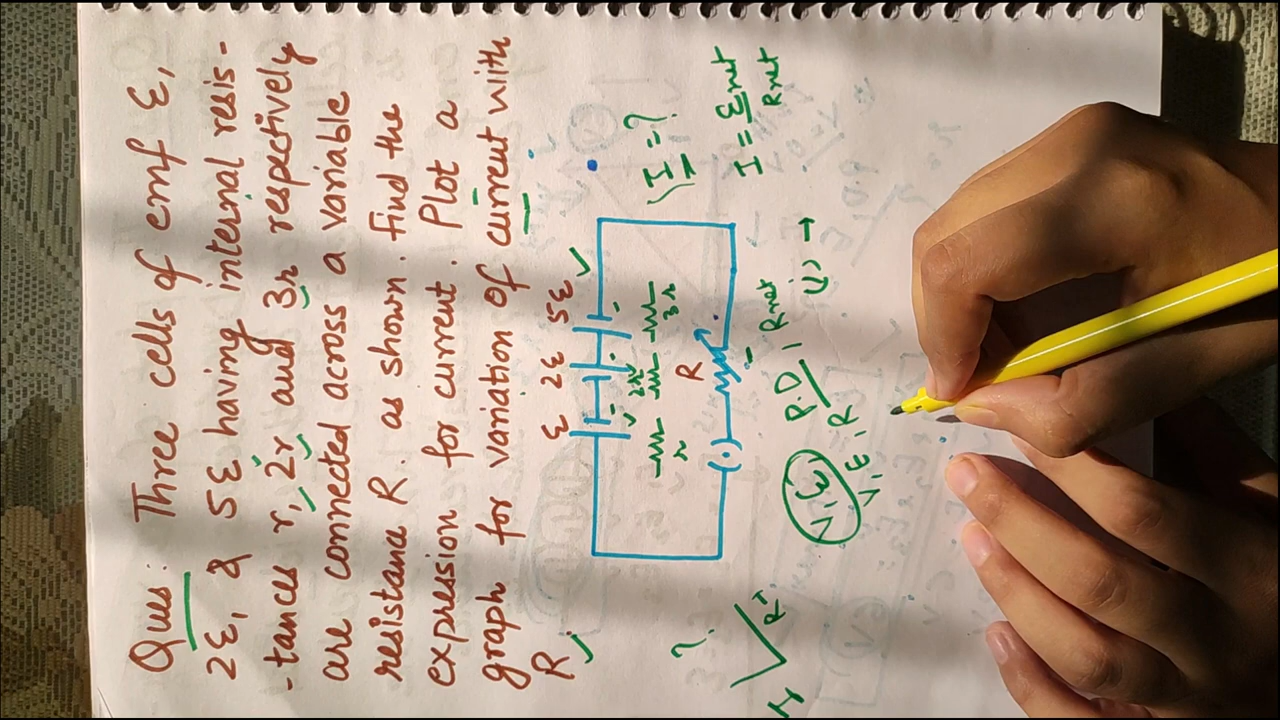 Ques: Three cells of emf ε,
2ε, & 5ε having internal resis-
-tances r, 2r and 3r respectively
are connected across a variable
resistance R. as shown. find the
expression for current. Plot a
graph for variation of current with
R
ε 2ε 5ε
r 2r 3r
R
(·)
I = ?
I = εnet
Rnet
?
I
R
V, ξ P.D | Rnet
V, E, R
(i) →